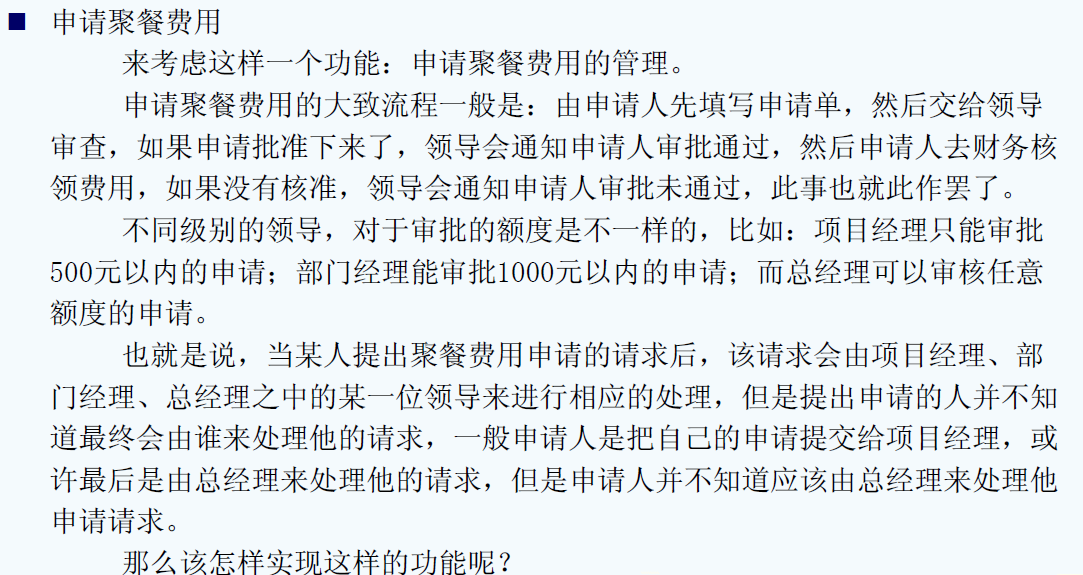 ■ 申请聚餐费用
来考虑这样一个功能：申请聚餐费用的管理。
申请聚餐费用的大致流程一般是：由申请人先填写申请单，然后交给领导
审查，如果申请批准下来了，领导会通知申请人审批通过，然后申请人去财务核
领费用，如果没有核准，领导会通知申请人审批未通过，此事也就此作罢了。
不同级别的领导，对于审批的额度是不一样的，比如：项目经理只能审批
500元以内的申请；部门经理能审批1000元以内的申请；而总经理可以审核任意
额度的申请。
也就是说，当某人提出聚餐费用申请的请求后，该请求会由项目经理、部
门经理、总经理之中的某一位领导来进行相应的处理，但是提出申请的人并不知
道最终会由谁来处理他的请求，一般申请人是把自己的申请提交给项目经理，或
许最后是由总经理来处理他的请求，但是申请人并不知道应该由总经理来处理他
申请请求。
那么该怎样实现这样的功能呢？